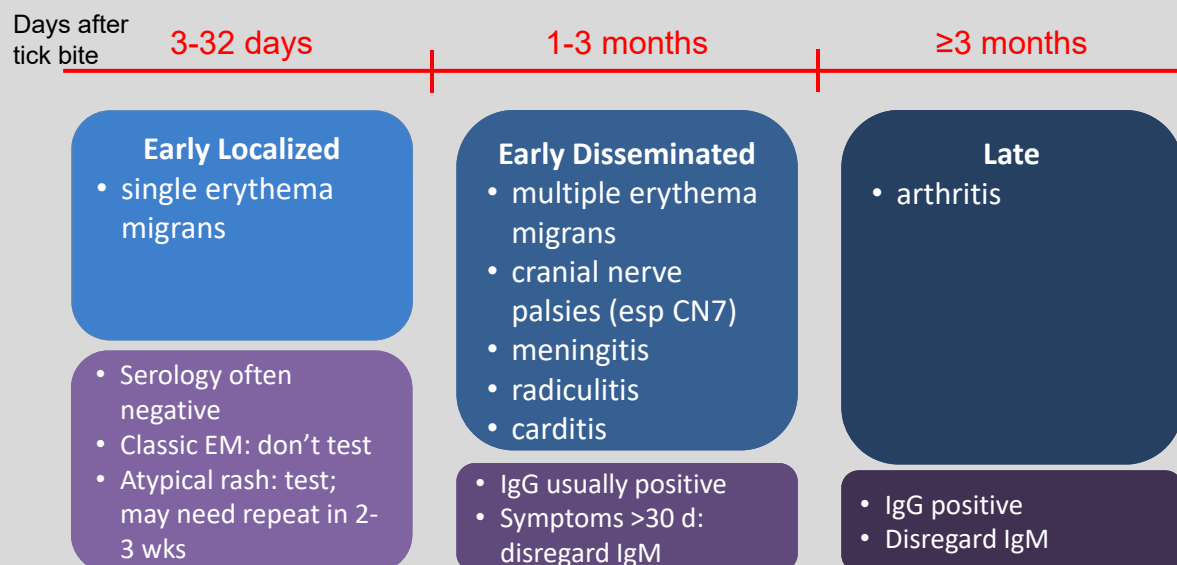 Days after
tick bite
3-32 days
1-3 months
≥3 months
Early Localized
• single erythema
migrans
• Serology often
negative
• Classic EM: don’t test
• Atypical rash: test;
may need repeat in 2-
3 wks
Early Disseminated
• multiple erythema
migrans
• cranial nerve
palsies (esp CN7)
• meningitis
• radiculitis
• carditis
• IgG usually positive
• Symptoms >30 d:
disregard IgM
Late
• arthritis
• IgG positive
• Disregard IgM